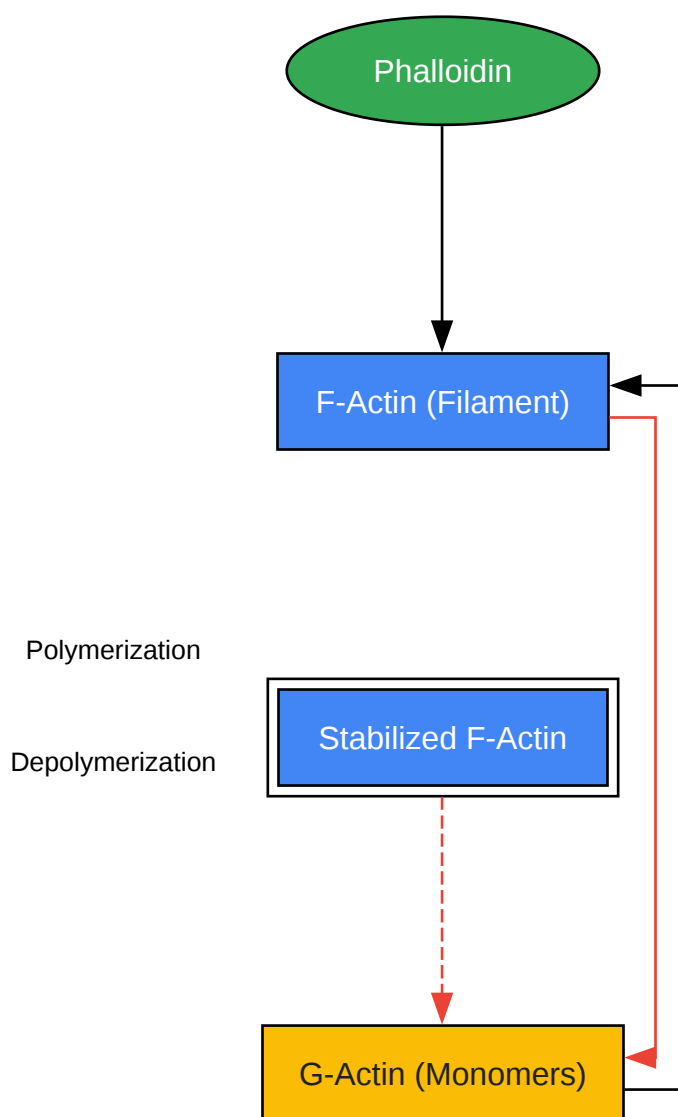 Phalloidin
F-Actin (Filament)
Polymerization
Stabilized F-Actin
Depolymerization
G-Actin (Monomers)